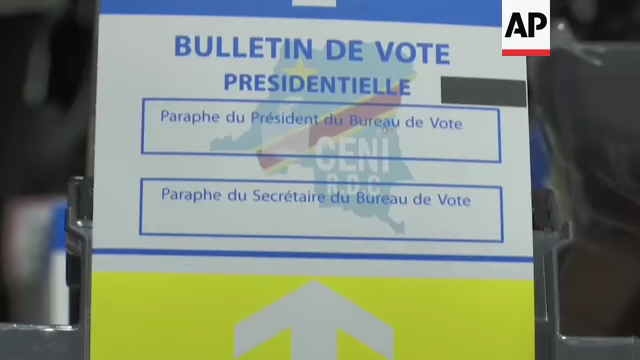 AP
BULLETIN DE VOTE
PRESIDENTIELLE
Paraphe du Président du Bureau de Vote
CENI
R.D.C
Paraphe du Secrétaire du Bureau de Vote